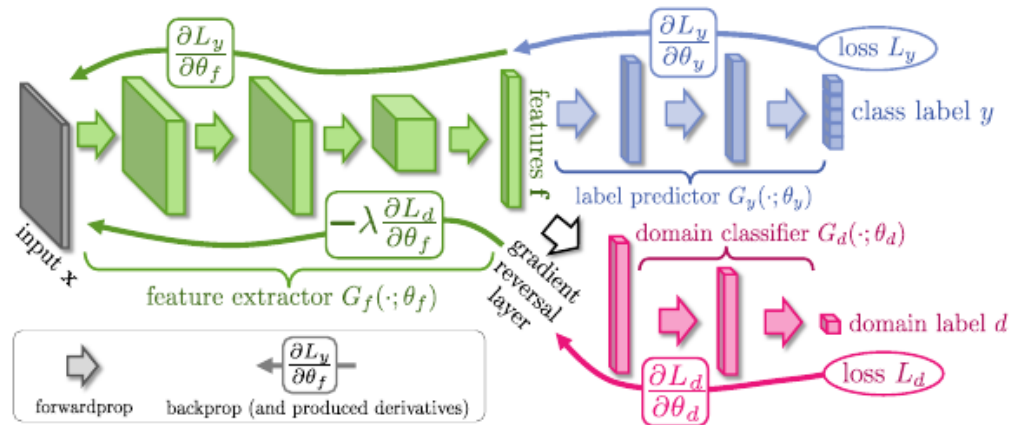 ∂L_y/∂θ_f
∂L_y/∂θ_y
loss L_y
features f
class label y
label predictor G_y(·; θ_y)
−λ ∂L_d/∂θ_f
input x
feature extractor G_f(·; θ_f)
gradient
reversal
layer
domain classifier G_d(·; θ_d)
domain label d
∂L_d/∂θ_d
loss L_d
∂L_y/∂θ_f
forwardprop
backprop (and produced derivatives)